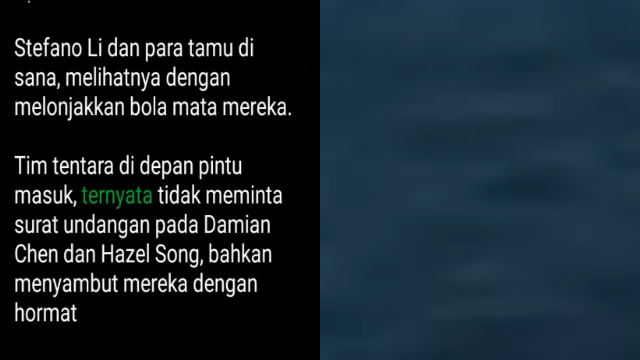 Stefano Li dan para tamu di
sana, melihatnya dengan
melonjakkan bola mata mereka.
Tim tentara di depan pintu
masuk, ternyata tidak meminta
surat undangan pada Damian
Chen dan Hazel Song, bahkan
menyambut mereka dengan
hormat